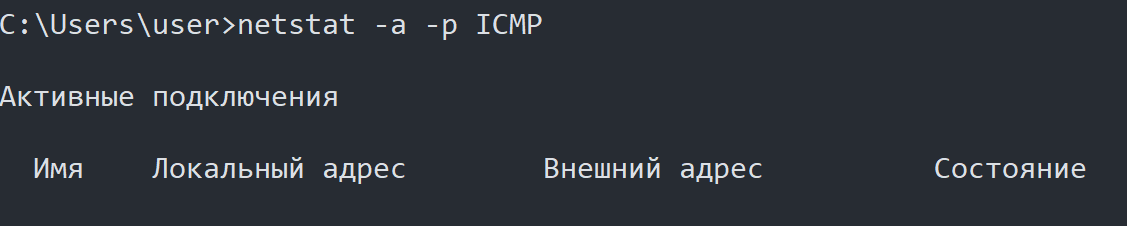 C:\Users\user>netstat -a -p ICMP
Активные подключения
Имя Локальный адрес Внешний адрес Состояние